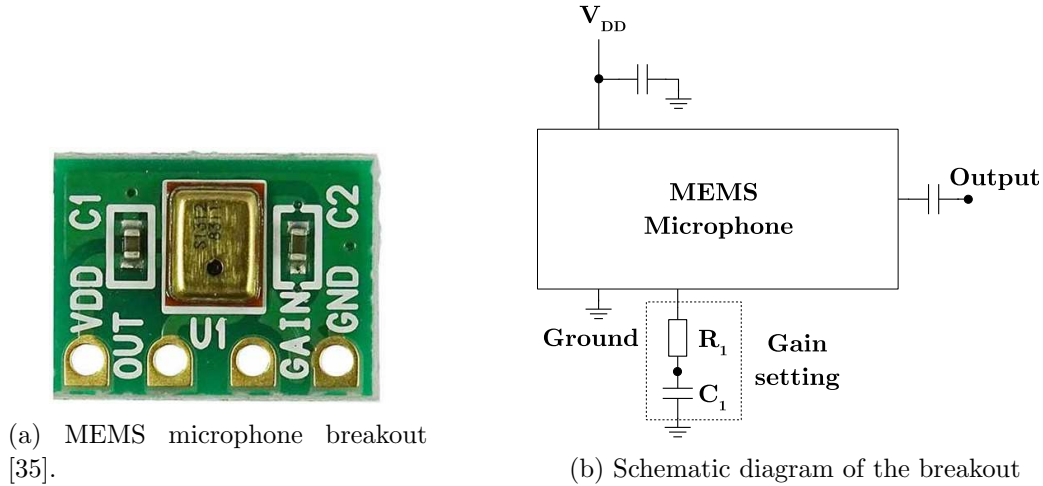 C1
C2
VDD
OUT
U1
GAIN
GND
(a) MEMS microphone breakout
[35].
V_DD
MEMS
Microphone
Output
Ground
R_1
C_1
Gain
setting
(b) Schematic diagram of the breakout